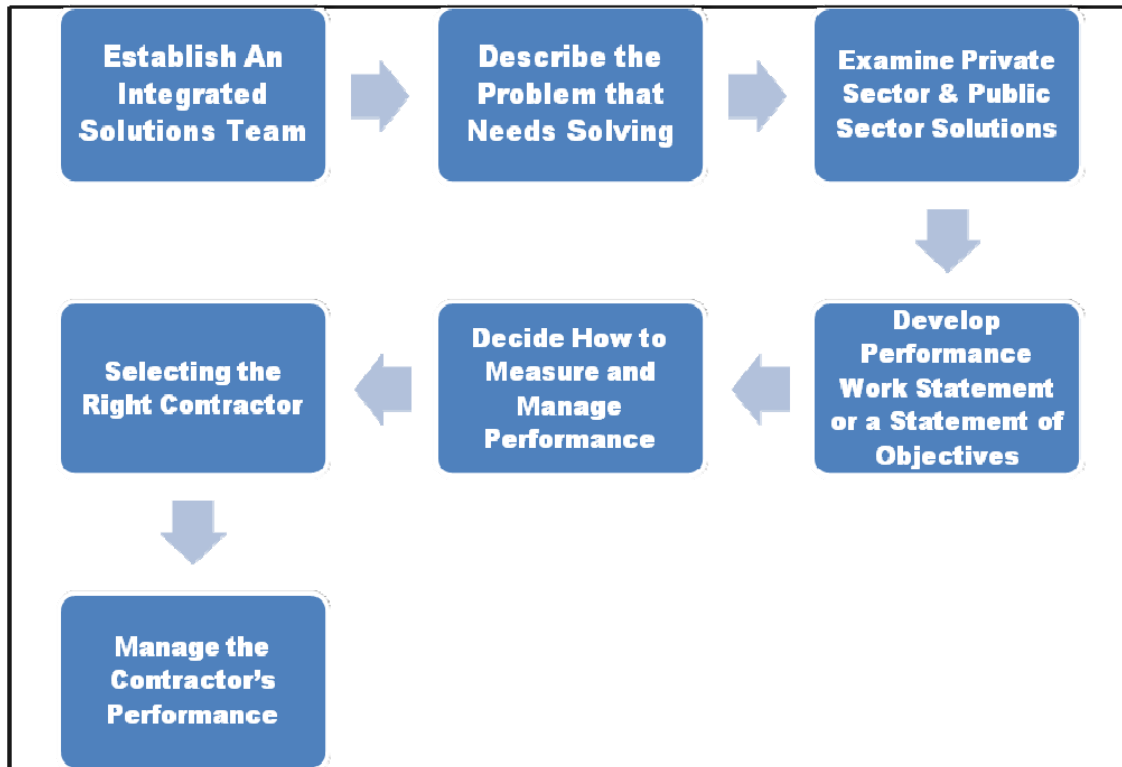 Establish An
Integrated
Solutions Team
Describe the
Problem that
Needs Solving
Examine Private
Sector & Public
Sector Solutions
Develop
Performance
Work Statement
or a Statement of
Objectives
Decide How to
Measure and
Manage
Performance
Selecting the
Right Contractor
Manage the
Contractor’s
Performance